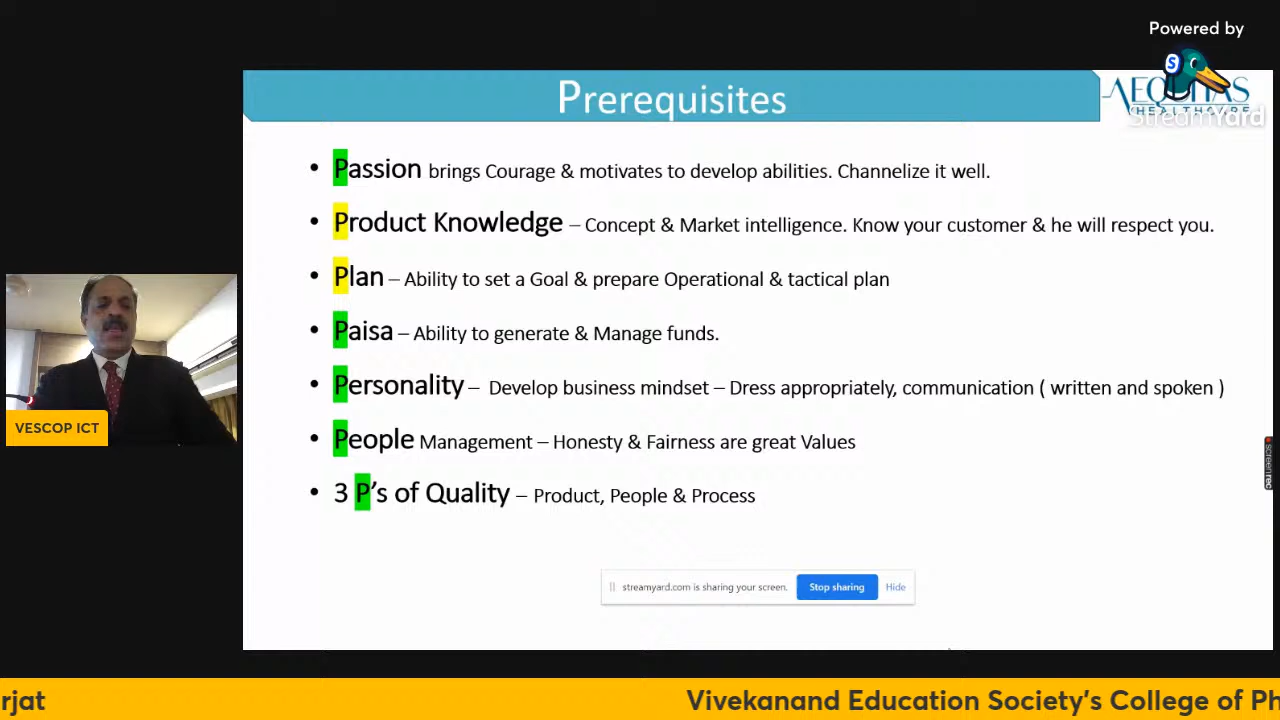 Powered by
S
Prerequisites
AEQUITAS
HEALTHCARE
StreamYard
• Passion brings Courage & motivates to develop abilities. Channelize it well.
• Product Knowledge – Concept & Market intelligence. Know your customer & he will respect you.
• Plan – Ability to set a Goal & prepare Operational & tactical plan
• Paisa – Ability to generate & Manage funds.
• Personality – Develop business mindset – Dress appropriately, communication ( written and spoken )
• People Management – Honesty & Fairness are great Values
• 3 P's of Quality – Product, People & Process
VESCOP ICT
screenrec
streamyard.com is sharing your screen. Stop sharing Hide
rjat Vivekanand Education Society's College of Ph